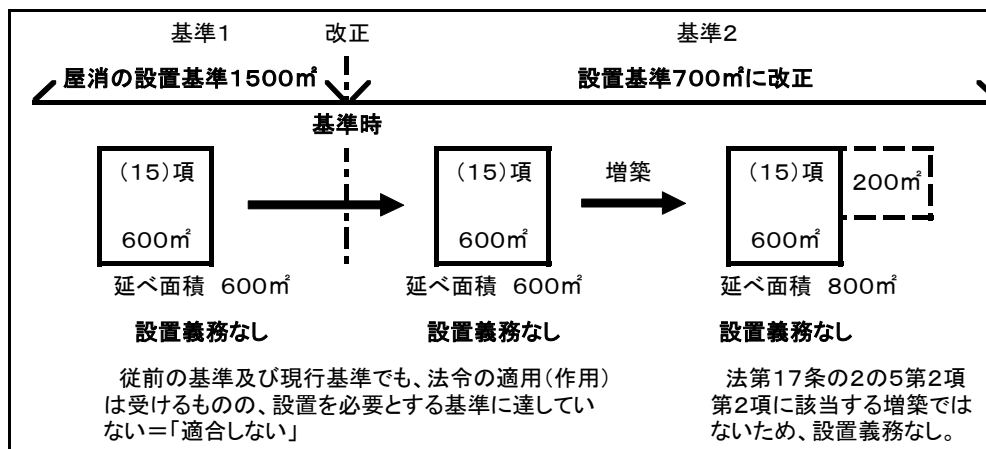 基準1　改正　基準2
屋消の設置基準1500㎡　設置基準700㎡に改正
基準時
(15)項　(15)項　増築　(15)項　200㎡
600㎡　600㎡　600㎡
延べ面積　600㎡　延べ面積　600㎡　延べ面積　800㎡
設置義務なし　設置義務なし　設置義務なし
従前の基準及び現行基準でも、法令の適用(作用)
は受けるものの、設置を必要とする基準に達してい
ない=「適合しない」
法第17条の2の5第2項
第2項に該当する増築では
ないため、設置義務なし。